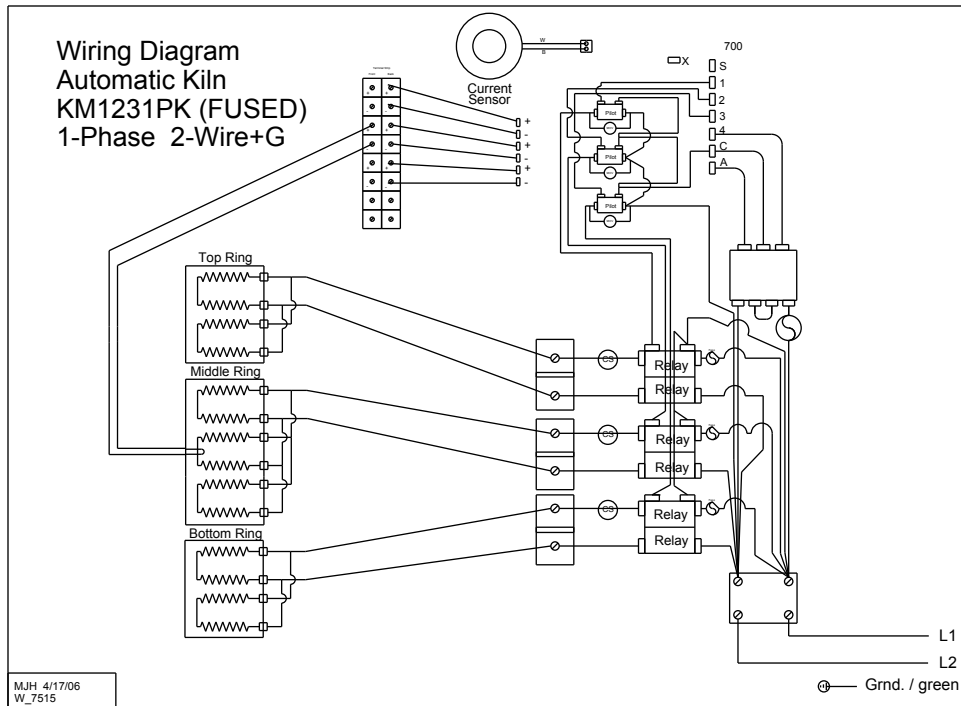 Wiring Diagram
Automatic Kiln
KM1231PK (FUSED)
1-Phase 2-Wire+G
W
B
Current
Sensor
700
X
S
1
2
3
4
C
A
+
-
+
-
+
-
Pilot
Pilot
Pilot
Top Ring
Middle Ring
Bottom Ring
CS
Relay
Relay
CS
Relay
Relay
CS
Relay
Relay
L1
L2
Grnd. / green
MJH 4/17/06
W_7515